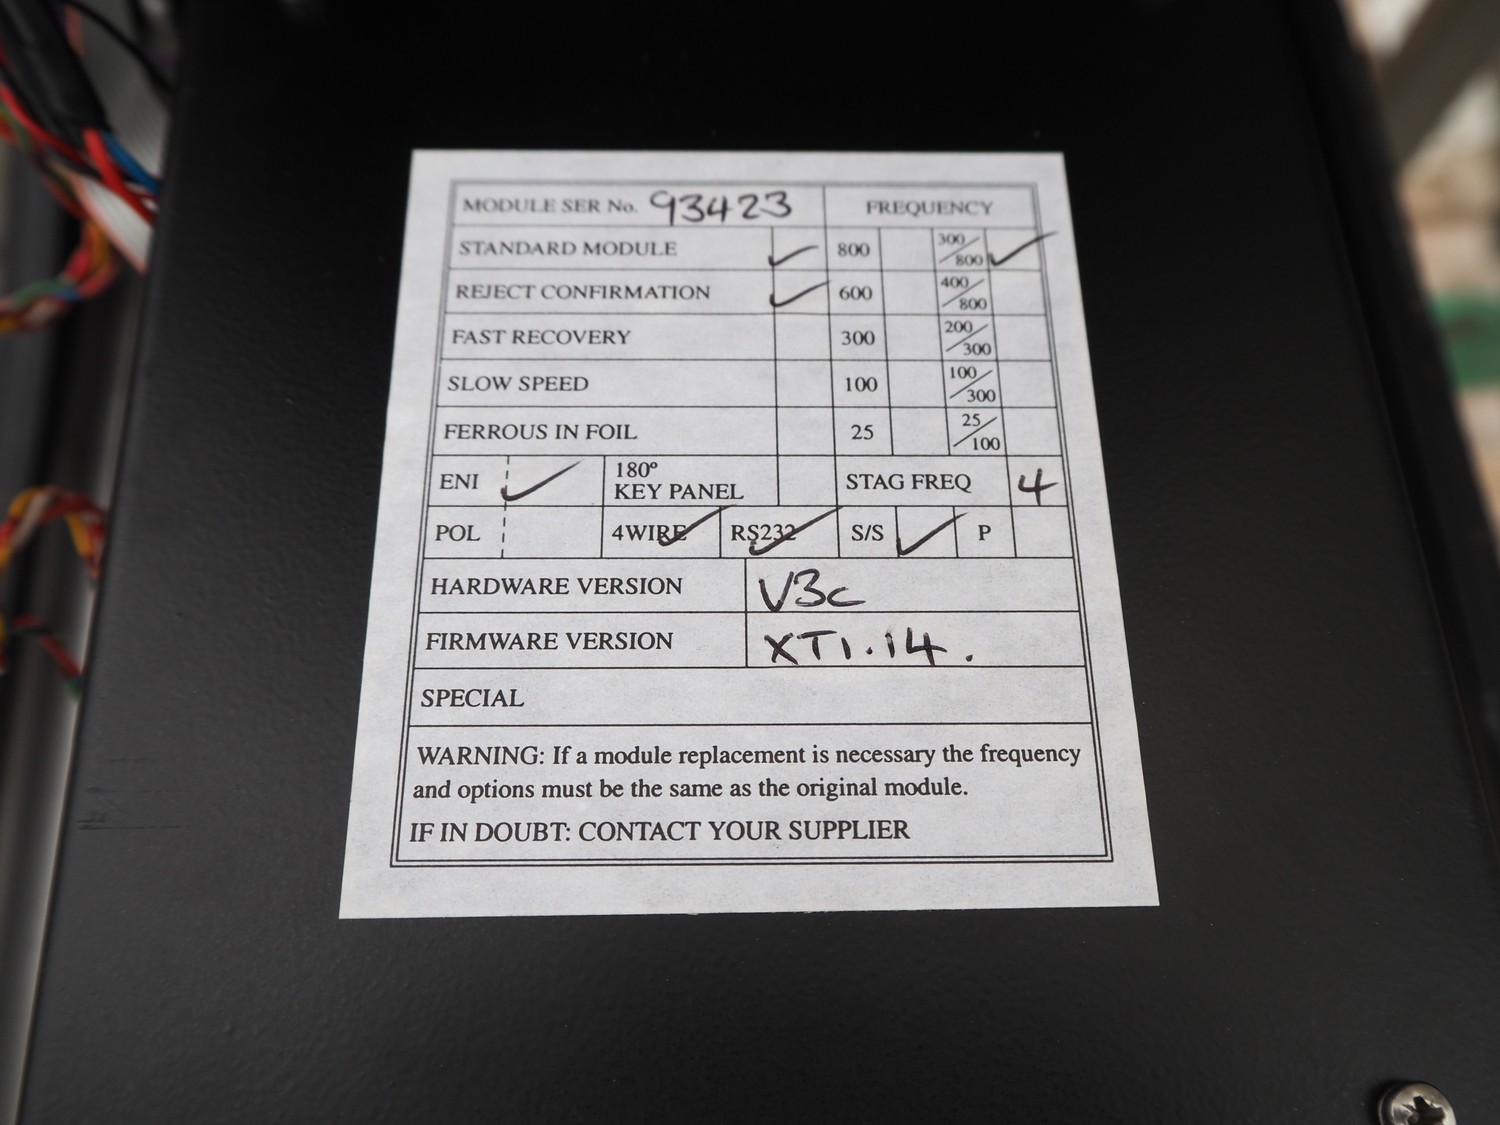 MODULE SER No. 93423 FREQUENCY
STANDARD MODULE ✓ 800 300/800 ✓
REJECT CONFIRMATION ✓ 600 400/800
FAST RECOVERY 300 200/300
SLOW SPEED 100 100/300
FERROUS IN FOIL 25 25/100
ENI ✓ 180º KEY PANEL STAG FREQ 4
POL 4WIRE ✓ RS232 ✓ S/S ✓ P
HARDWARE VERSION V3c
FIRMWARE VERSION XT1.14.
SPECIAL
WARNING: If a module replacement is necessary the frequency
and options must be the same as the original module.
IF IN DOUBT: CONTACT YOUR SUPPLIER